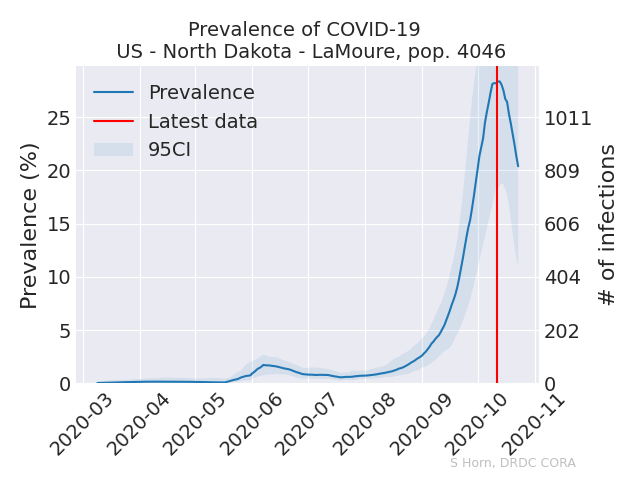 Prevalence of COVID-19
US - North Dakota - LaMoure, pop. 4046
Prevalence
Latest data
95CI
Prevalence (%)
25
20
15
10
5
0
1011
809
606
404
202
0
# of infections
2020-03
2020-04
2020-05
2020-06
2020-07
2020-08
2020-09
2020-10
2020-11
S Horn, DRDC CORA